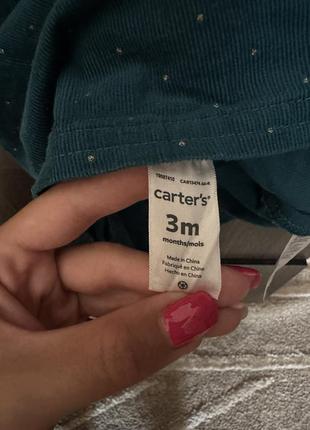 carter's®
3m
months/mois
Made in China
Fabriqué en Chine
Hecho en China